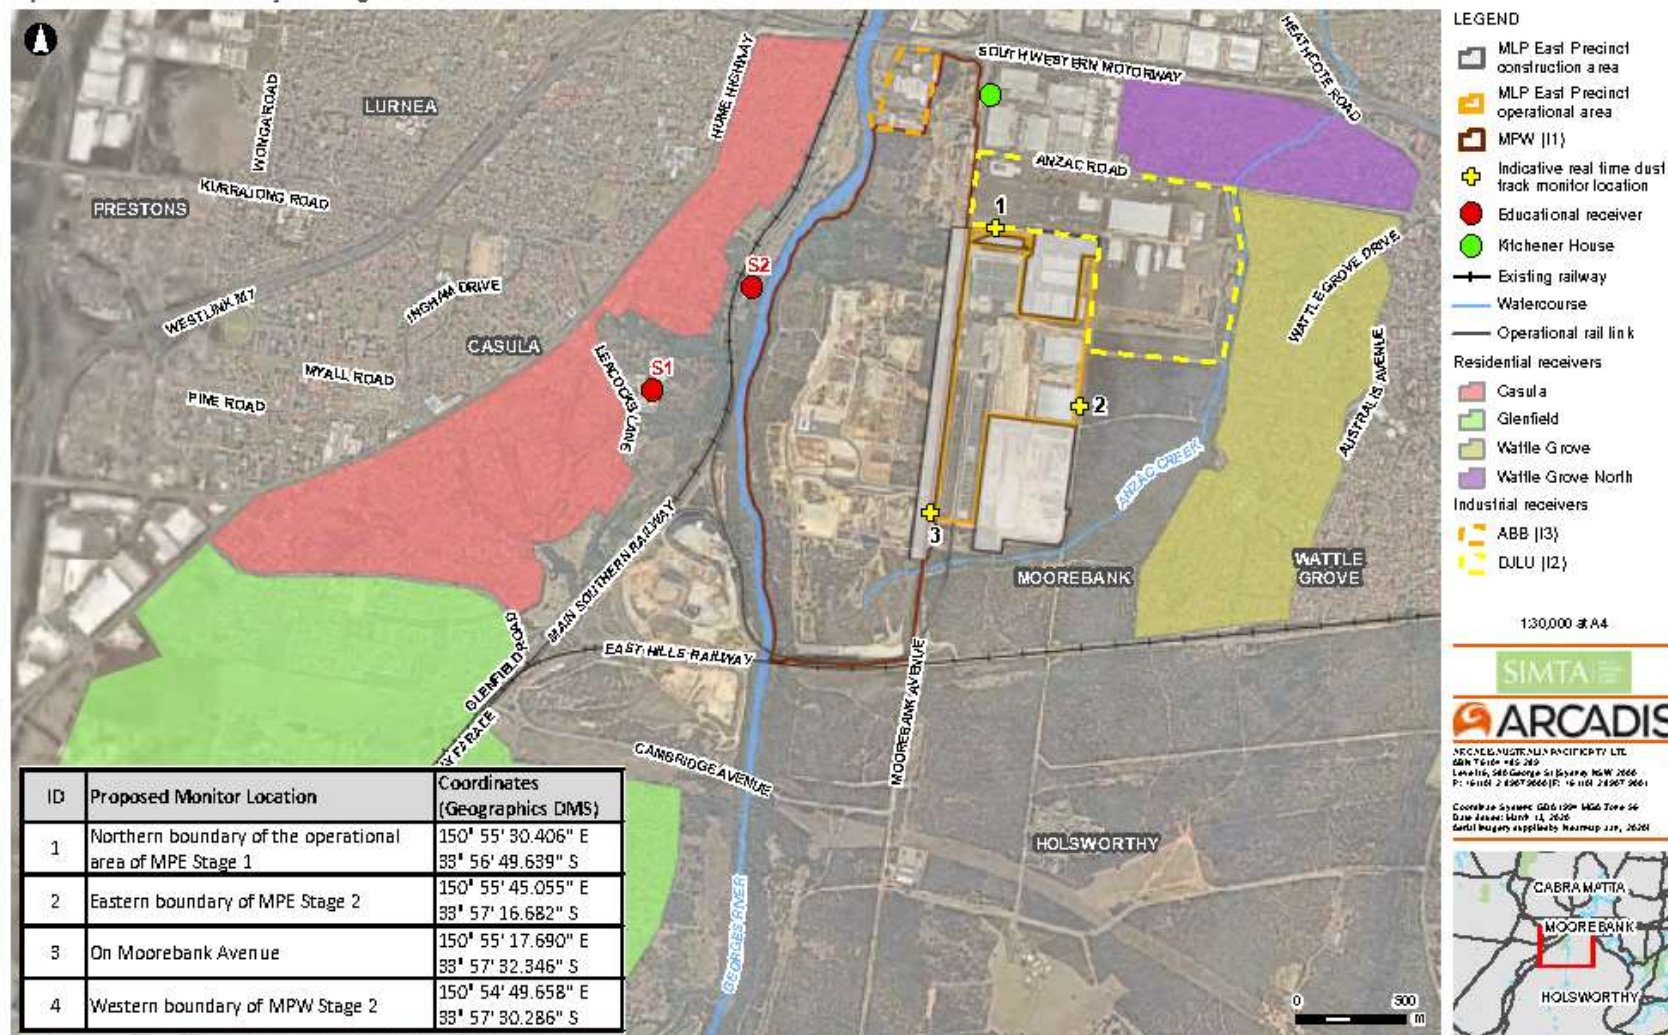 LURNEA
PRESTONS
CASULA
MOOREBANK
WATTLE
GROVE
HOLSWORTHY
WONGA ROAD
KURRAJONG ROAD
WESTLINK M7
INGHAM DRIVE
MYALL ROAD
PINE ROAD
HUME HIGHWAY
SOUTH WESTERN MOTORWAY
HEATHCOTE ROAD
ANZAC ROAD
WATTLE GROVE DRIVE
AUSTRALIS AVENUE
ANZAC CREEK
LEACOCKS LANE
S2
S1
1
2
3
MAIN SOUTHERN RAILWAY
GLENFIELD ROAD
EAST HILLS RAILWAY
MOOREBANK AVENUE
CAMBRIDGE AVENUE
GEORGES RIVER
ID Proposed Monitor Location Coordinates
(Geographics DMS)
1 Northern boundary of the operational
area of MPE Stage 1
150° 55' 30.406" E
33° 56' 49.639" S
2 Eastern boundary of MPE Stage 2
150° 55' 45.055" E
33° 57' 16.682" S
3 On Moorebank Avenue
150° 55' 17.690" E
33° 57' 32.346" S
4 Western boundary of MPW Stage 2
150° 54' 49.658" E
33° 57' 30.286" S
0 500
m
LEGEND
MLP East Precinct
construction area
MLP East Precinct
operational area
MPW (I1)
Indicative real time dust
track monitor location
Educational receiver
Kitchener House
Existing railway
Watercourse
Operational rail link
Residential receivers
Casula
Glenfield
Wattle Grove
Wattle Grove North
Industrial receivers
ABB (I3)
DJLU (I2)
1:30,000 at A4
SIMTA
ARCADIS
ARCADIS AUSTRALIA PACIFIC PTY LTD
CABRAMATTA
MOOREBANK
HOLSWORTHY